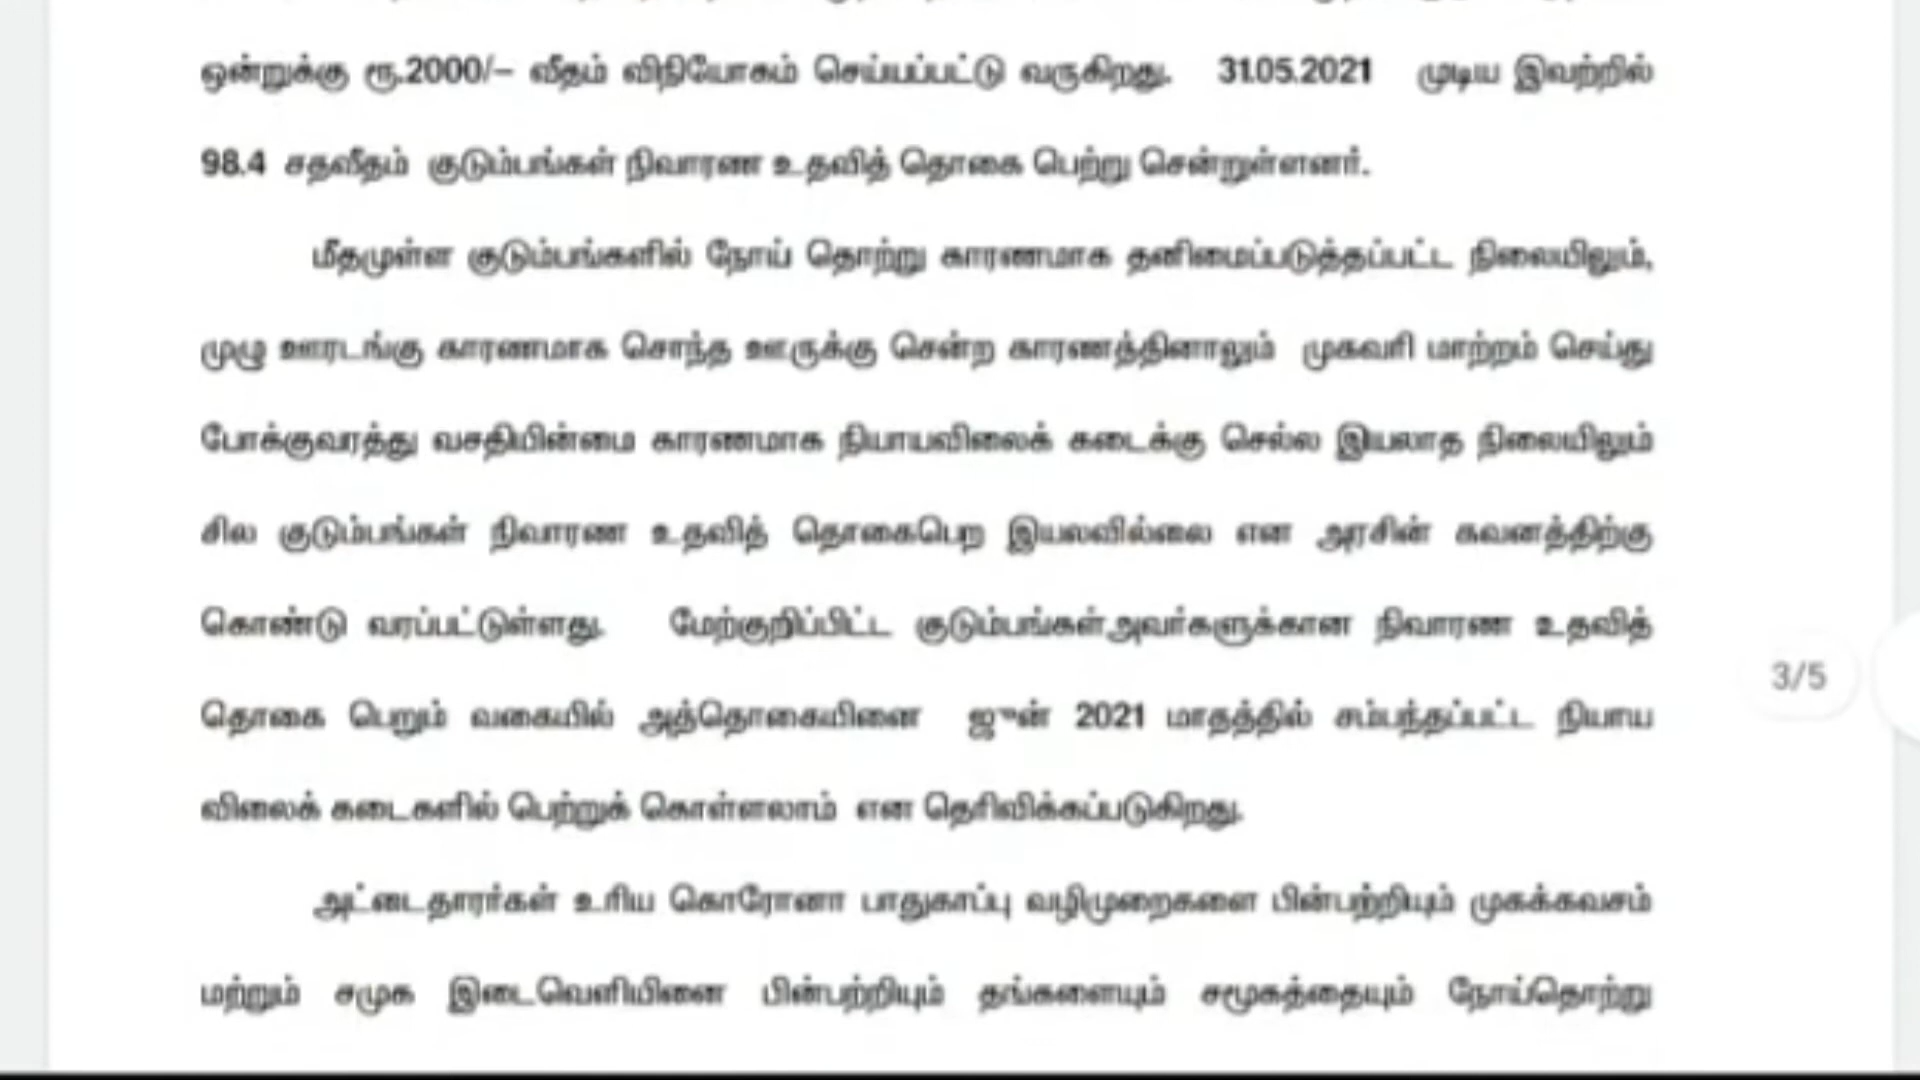 ஒன்றுக்கு ரூ.2000/– வீதம் விநியோகம் செய்யப்பட்டு வருகிறது. 31.05.2021 முடிய இவற்றில்
98.4 சதவீதம் குடும்பங்கள் நிவாரண உதவித் தொகை பெற்று சென்றுள்ளனர்.
மீதமுள்ள குடும்பங்களில் நோய் தொற்று காரணமாக தனிமைப்படுத்தப்பட்ட நிலையிலும்,
முழு ஊரடங்கு காரணமாக சொந்த ஊருக்கு சென்ற காரணத்தினாலும் முகவரி மாற்றம் செய்து
போக்குவரத்து வசதியின்மை காரணமாக நியாயவிலைக் கடைக்கு செல்ல இயலாத நிலையிலும்
சில குடும்பங்கள் நிவாரண உதவித் தொகைபெற இயலவில்லை என அரசின் கவனத்திற்கு
கொண்டு வரப்பட்டுள்ளது. மேற்குறிப்பிட்ட குடும்பங்கள்அவர்களுக்கான நிவாரண உதவித்
தொகை பெறும் வகையில் அத்தொகையினை ஜுன் 2021 மாதத்தில் சம்பந்தப்பட்ட நியாய
விலைக் கடைகளில் பெற்றுக் கொள்ளலாம் என தெரிவிக்கப்படுகிறது.
அட்டைதாரர்கள் உரிய கொரோனா பாதுகாப்பு வழிமுறைகளை பின்பற்றியும் முகக்கவசம்
மற்றும் சமுக இடைவெளியினை பின்பற்றியும் தங்களையும் சமூகத்தையும் நோய்தொற்று
3/5